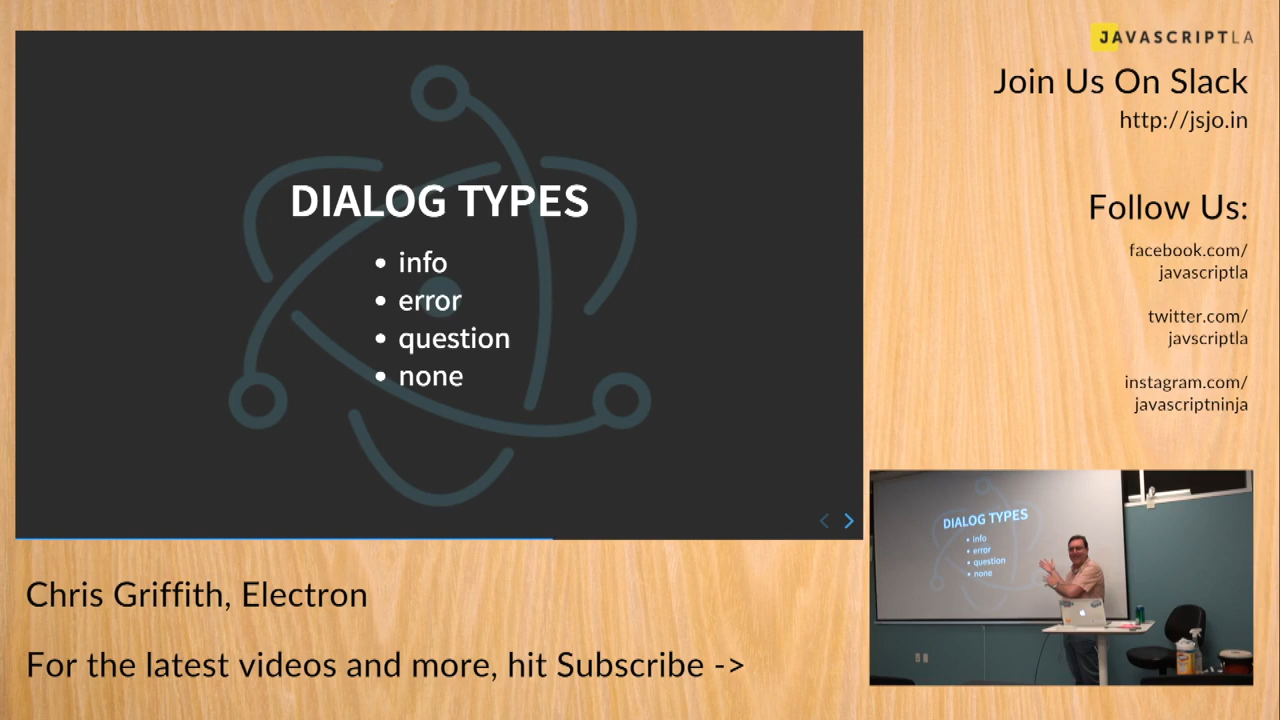 DIALOG TYPES
info
error
question
none
JAVASCRIPTLA
Join Us On Slack
http://jsjo.in
Follow Us:
facebook.com/
javascriptla
twitter.com/
javscriptla
instagram.com/
javascriptninja
DIALOG TYPES
info
error
question
none
Chris Griffith, Electron
For the latest videos and more, hit Subscribe ->